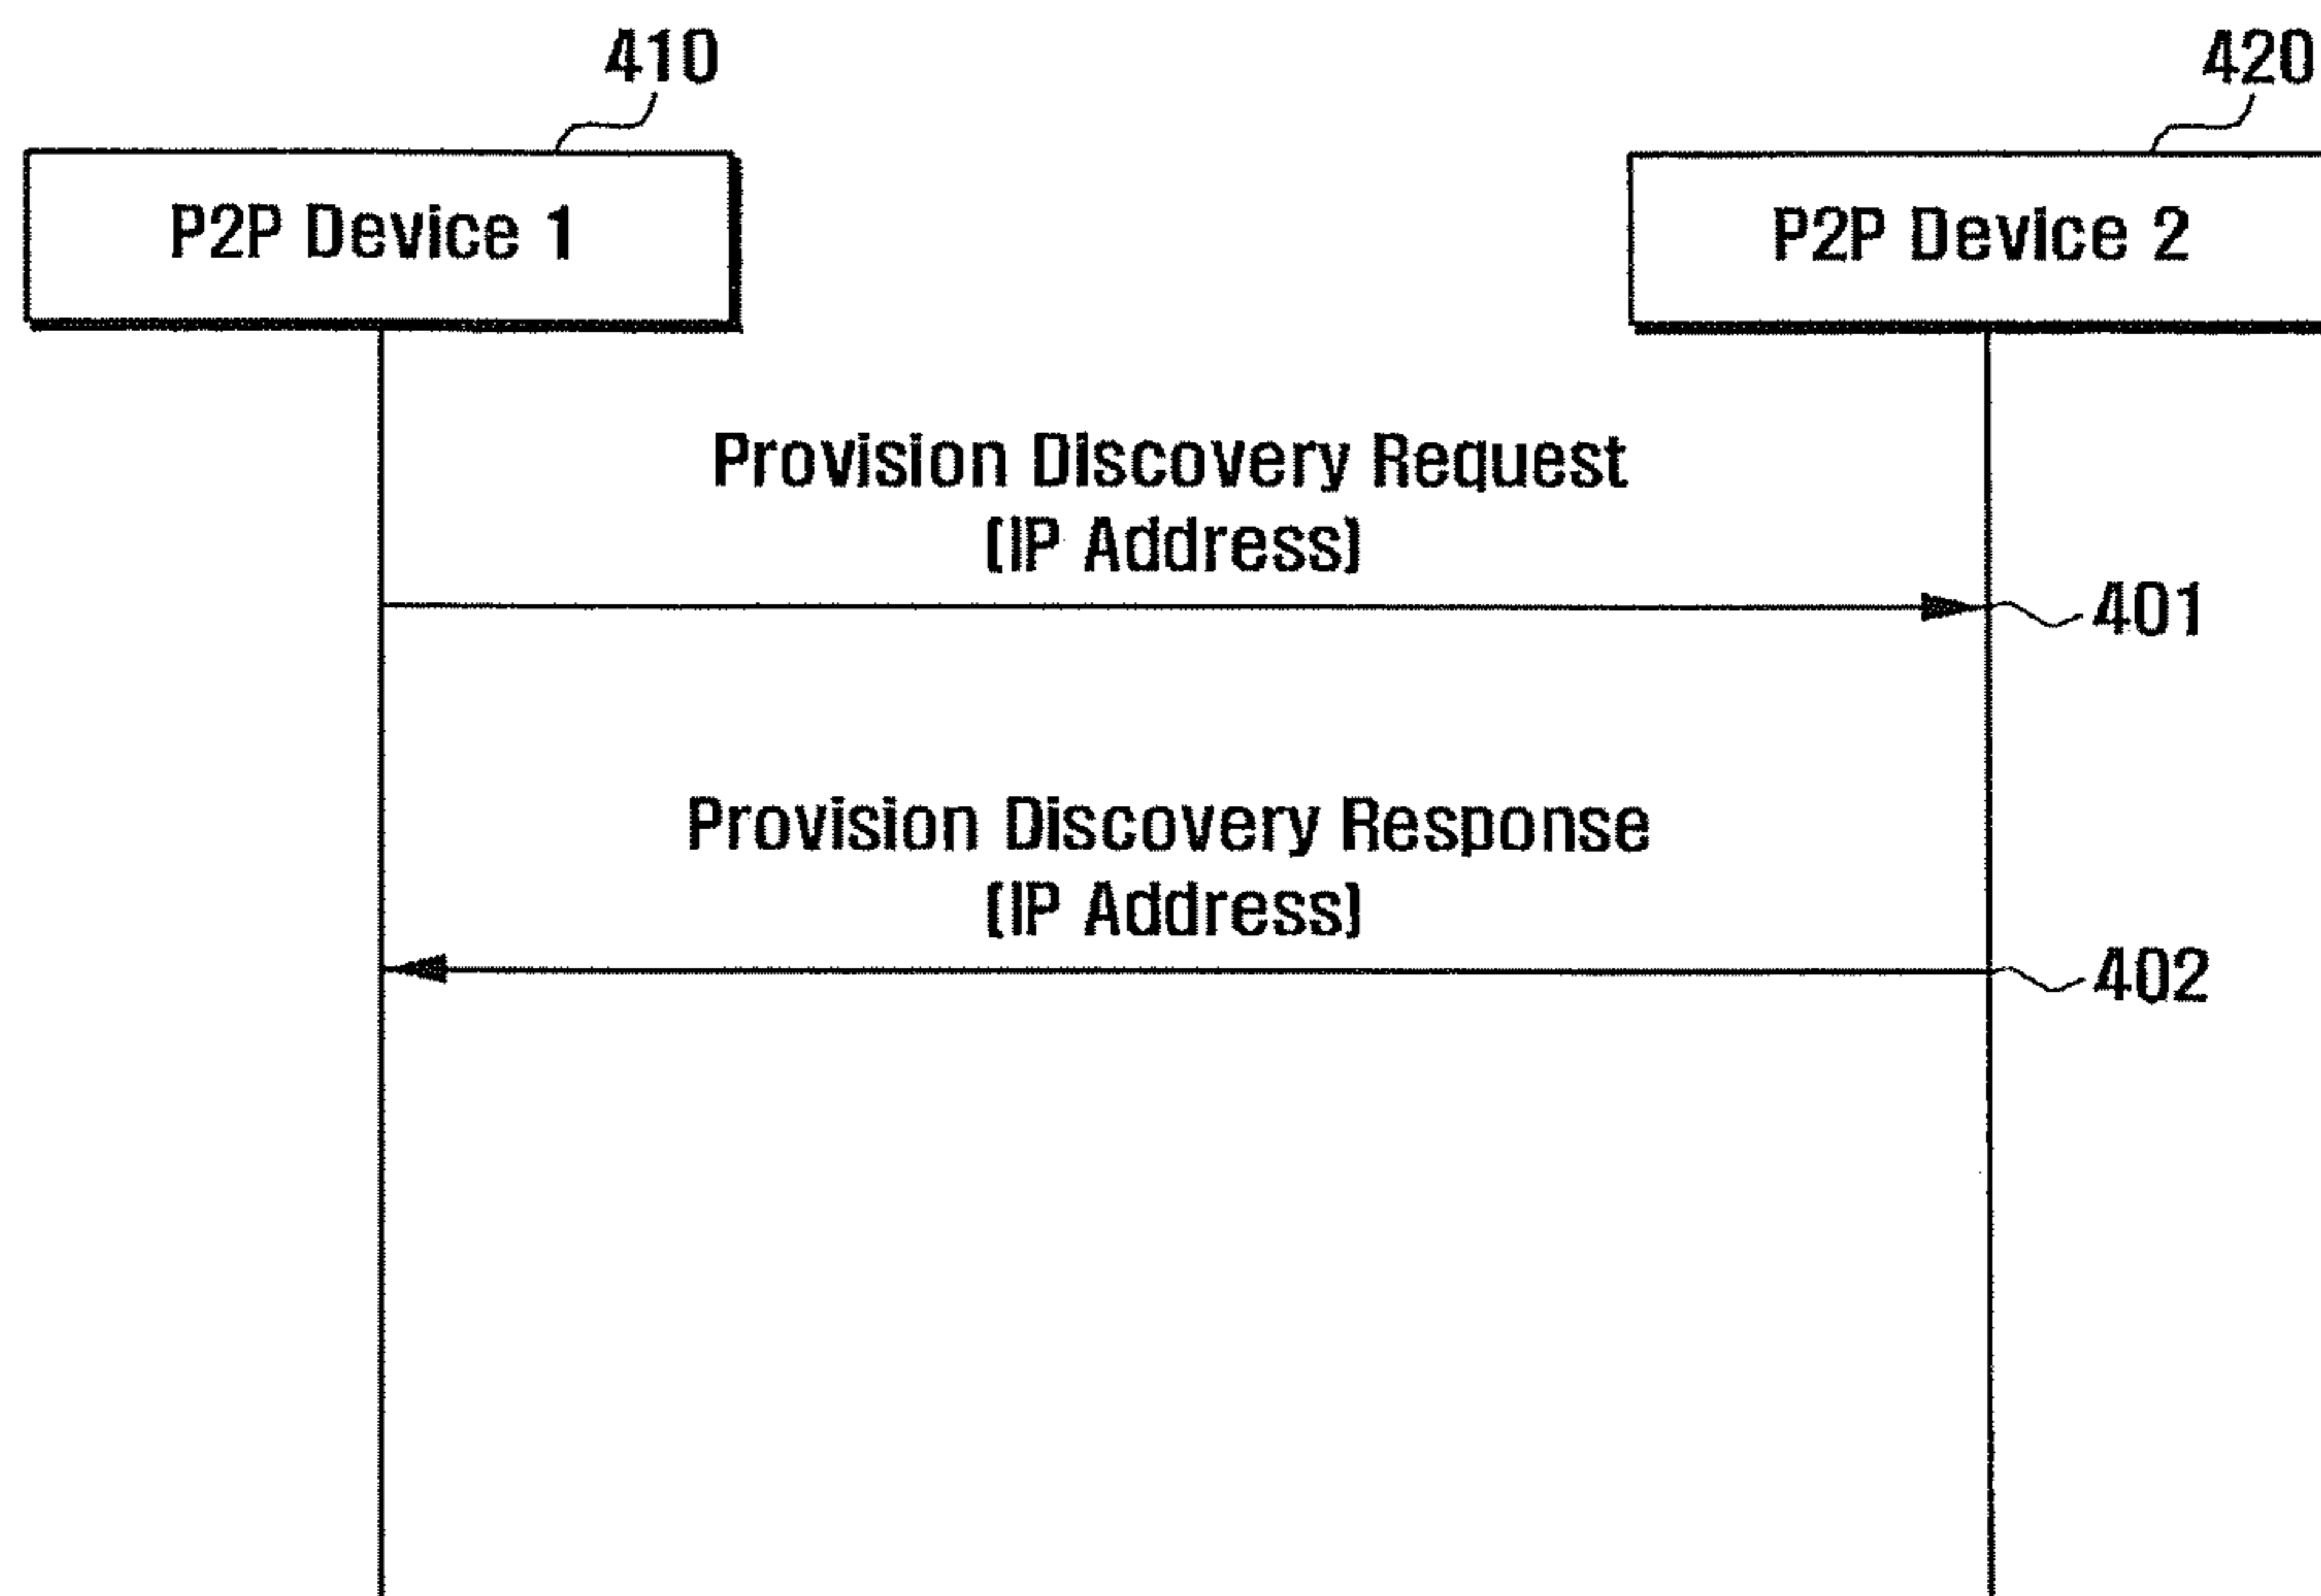 410
420
P2P Device 1
P2P Device 2
Provision Discovery Request
(IP Address)
401
Provision Discovery Response
(IP Address)
402